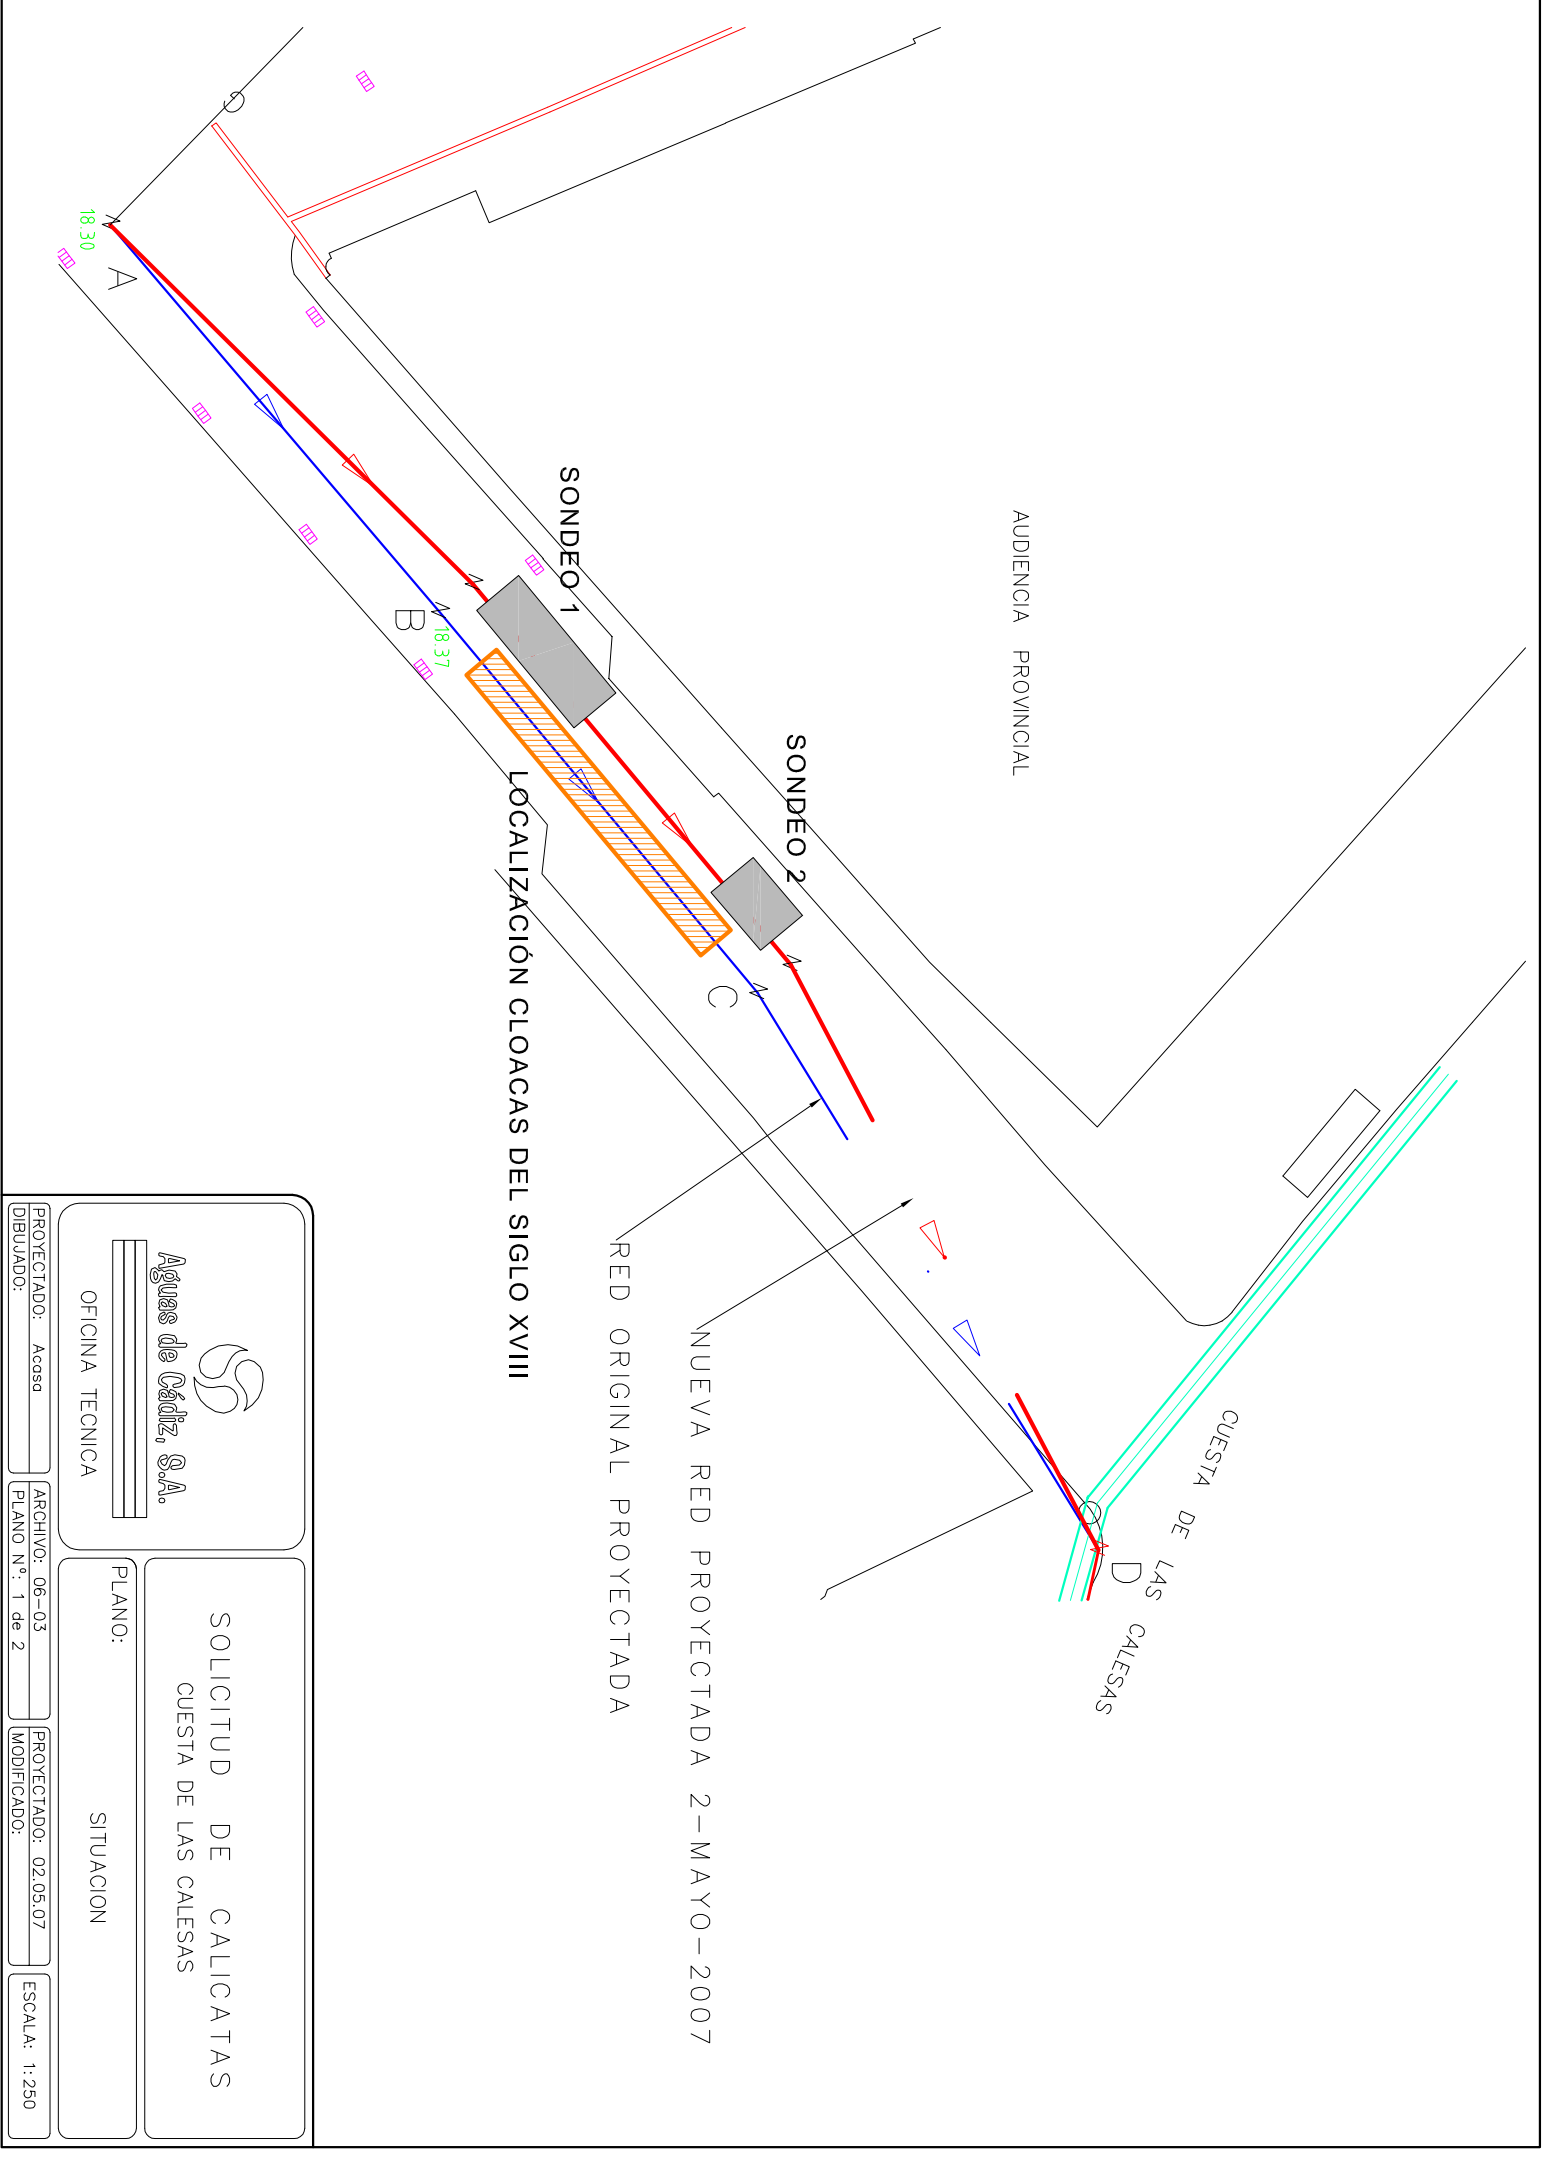 CUESTA DE LAS CALESAS
D
AUDIENCIA PROVINCIAL
SONDEO 2
SONDEO 1
C
B
18.37
A
18.30
LOCALIZACIÓN CLOACAS DEL SIGLO XVIII
NUEVA RED PROYECTADA 2-MAYO-2007
RED ORIGINAL PROYECTADA
Aguas de Cádiz, S.A.
OFICINA TECNICA
SOLICITUD DE CALICATAS
CUESTA DE LAS CALESAS
PLANO:
SITUACION
PROYECTADO: Acasa
DIBUJADO:
ARCHIVO: 06-03
PLANO Nº: 1 de 2
PROYECTADO: 02.05.07
MODIFICADO:
ESCALA: 1:250